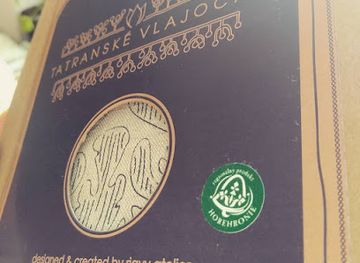 TATRANSKÉ VLAJOČ
regionálny produkt
HOREHRONIE
designed & created by